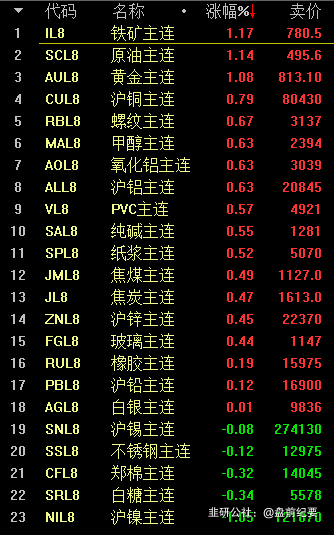 代码 名称 • 涨幅%↓ 卖价
1 IL8 铁矿主连 1.17 780.5
2 SCL8 原油主连 1.14 495.6
3 AUL8 黄金主连 1.08 813.10
4 CUL8 沪铜主连 0.79 80430
5 RBL8 螺纹主连 0.67 3137
6 MAL8 甲醇主连 0.63 2394
7 AOL8 氧化铝主连 0.63 3039
8 ALL8 沪铝主连 0.63 20845
9 VL8 PVC主连 0.57 4921
10 SAL8 纯碱主连 0.55 1281
11 SPL8 纸浆主连 0.52 5070
12 JML8 焦煤主连 0.49 1127.0
13 JL8 焦炭主连 0.47 1613.0
14 ZNL8 沪锌主连 0.45 22370
15 FGL8 玻璃主连 0.44 1147
16 RUL8 橡胶主连 0.19 15975
17 PBL8 沪铅主连 0.12 16900
18 AGL8 白银主连 0.01 9836
19 SNL8 沪锡主连 -0.08 274130
20 SSL8 不锈钢主连 -0.12 12975
21 CFL8 郑棉主连 -0.32 14045
22 SRL8 白糖主连 -0.34 5578
23 NIL8 沪镍主连
韭研公社：@盘前纪要